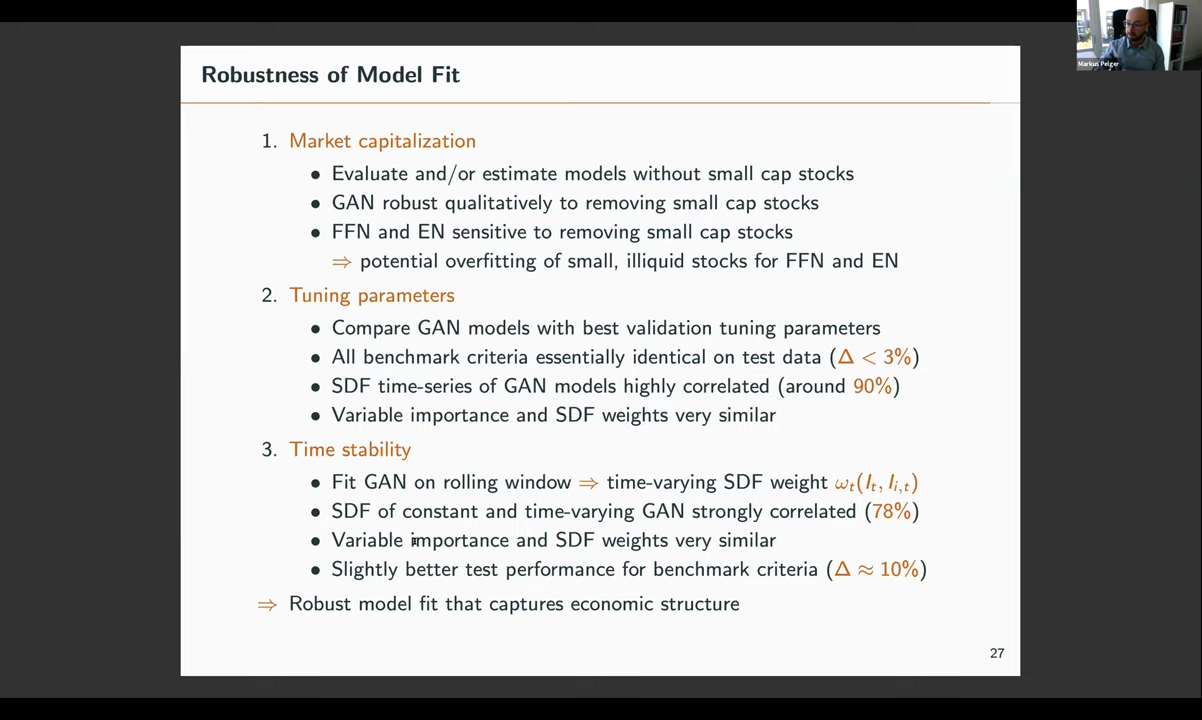 Markus Pelger
Robustness of Model Fit
1. Market capitalization
• Evaluate and/or estimate models without small cap stocks
• GAN robust qualitatively to removing small cap stocks
• FFN and EN sensitive to removing small cap stocks
⇒ potential overfitting of small, illiquid stocks for FFN and EN
2. Tuning parameters
• Compare GAN models with best validation tuning parameters
• All benchmark criteria essentially identical on test data (Δ < 3%)
• SDF time-series of GAN models highly correlated (around 90%)
• Variable importance and SDF weights very similar
3. Time stability
• Fit GAN on rolling window ⇒ time-varying SDF weight ωₜ(Iₜ, Iᵢ,ₜ)
• SDF of constant and time-varying GAN strongly correlated (78%)
• Variable importance and SDF weights very similar
• Slightly better test performance for benchmark criteria (Δ ≈ 10%)
⇒ Robust model fit that captures economic structure
27